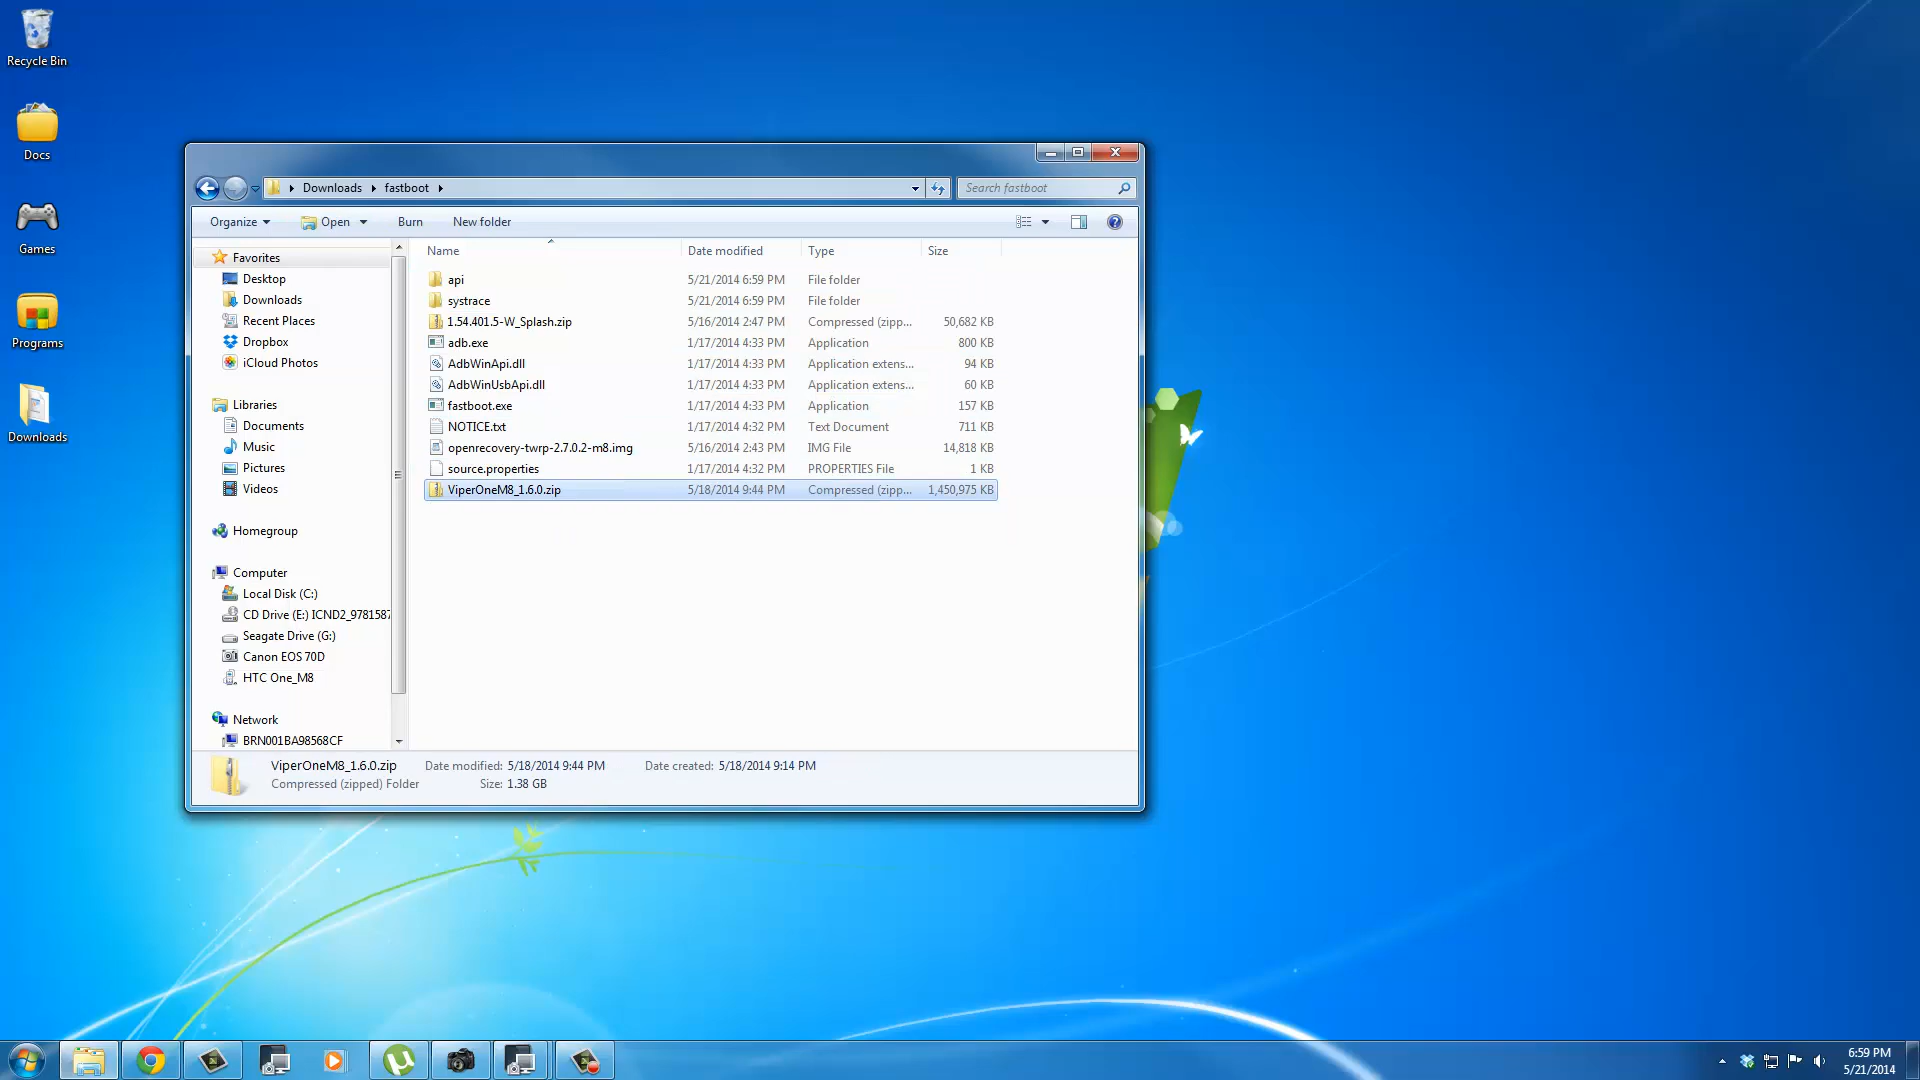 Recycle Bin
Docs
Games
Programs
Downloads
Downloads fastboot
Search fastboot
Organize Open Burn New folder
Favorites
Desktop
Downloads
Recent Places
Dropbox
iCloud Photos
Libraries
Documents
Music
Pictures
Videos
Homegroup
Computer
Local Disk (C:)
CD Drive (E:) ICND2_9781587
Seagate Drive (G:)
Canon EOS 70D
HTC One_M8
Network
BRN001BA98568CF
Name Date modified Type Size
api 5/21/2014 6:59 PM File folder
systrace 5/21/2014 6:59 PM File folder
1.54.401.5-W_Splash.zip 5/16/2014 2:47 PM Compressed (zipp... 50,682 KB
adb.exe 1/17/2014 4:33 PM Application 800 KB
AdbWinApi.dll 1/17/2014 4:33 PM Application extens... 94 KB
AdbWinUsbApi.dll 1/17/2014 4:33 PM Application extens... 60 KB
fastboot.exe 1/17/2014 4:33 PM Application 157 KB
NOTICE.txt 1/17/2014 4:32 PM Text Document 711 KB
openrecovery-twrp-2.7.0.2-m8.img 5/16/2014 2:43 PM IMG File 14,818 KB
source.properties 1/17/2014 4:32 PM PROPERTIES File 1 KB
ViperOneM8_1.6.0.zip 5/18/2014 9:44 PM Compressed (zipp... 1,450,975 KB
ViperOneM8_1.6.0.zip Date modified: 5/18/2014 9:44 PM Date created: 5/18/2014 9:14 PM
Compressed (zipped) Folder Size: 1.38 GB
6:59 PM
5/21/2014